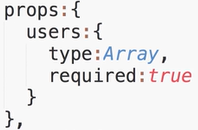 props:{
  users:{
    type:Array,
    required:true
  }
},